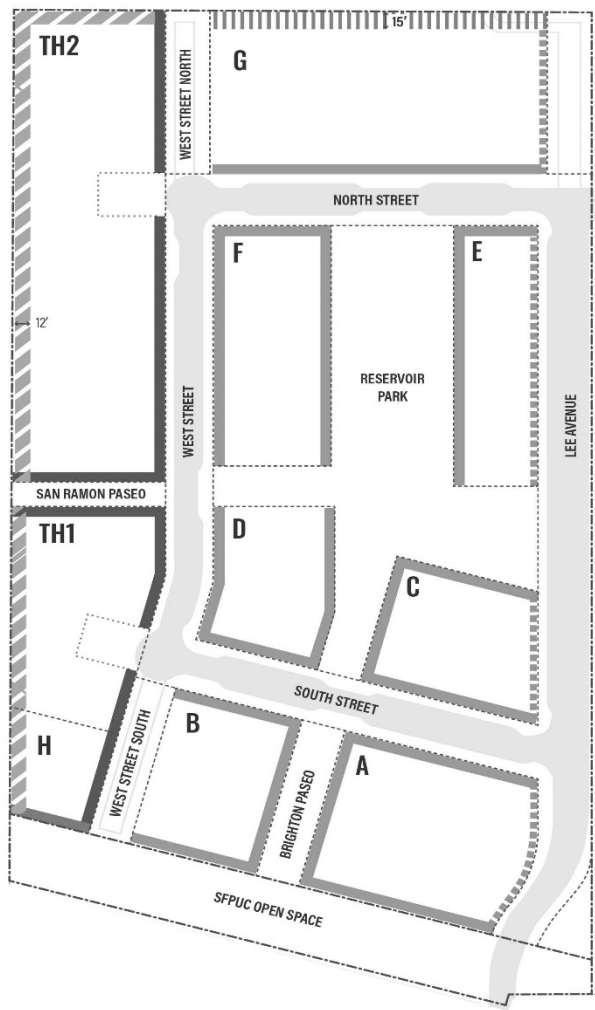 15'
TH2
G
WEST STREET NORTH
NORTH STREET
F
E
12'
RESERVOIR
PARK
WEST STREET
LEE AVENUE
SAN RAMON PASEO
TH1
D
C
SOUTH STREET
B
A
H
WEST STREET SOUTH
BRIGHTON PASEO
SFPUC OPEN SPACE